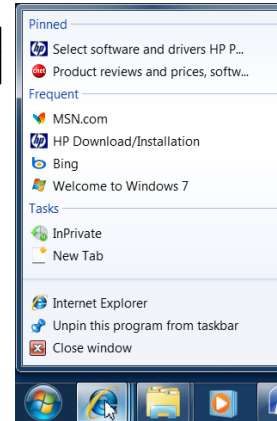 Pinned
Select software and drivers HP P...
Product reviews and prices, softw...
Frequent
MSN.com
HP Download/Installation
Bing
Welcome to Windows 7
Tasks
InPrivate
New Tab
Internet Explorer
Unpin this program from taskbar
Close window